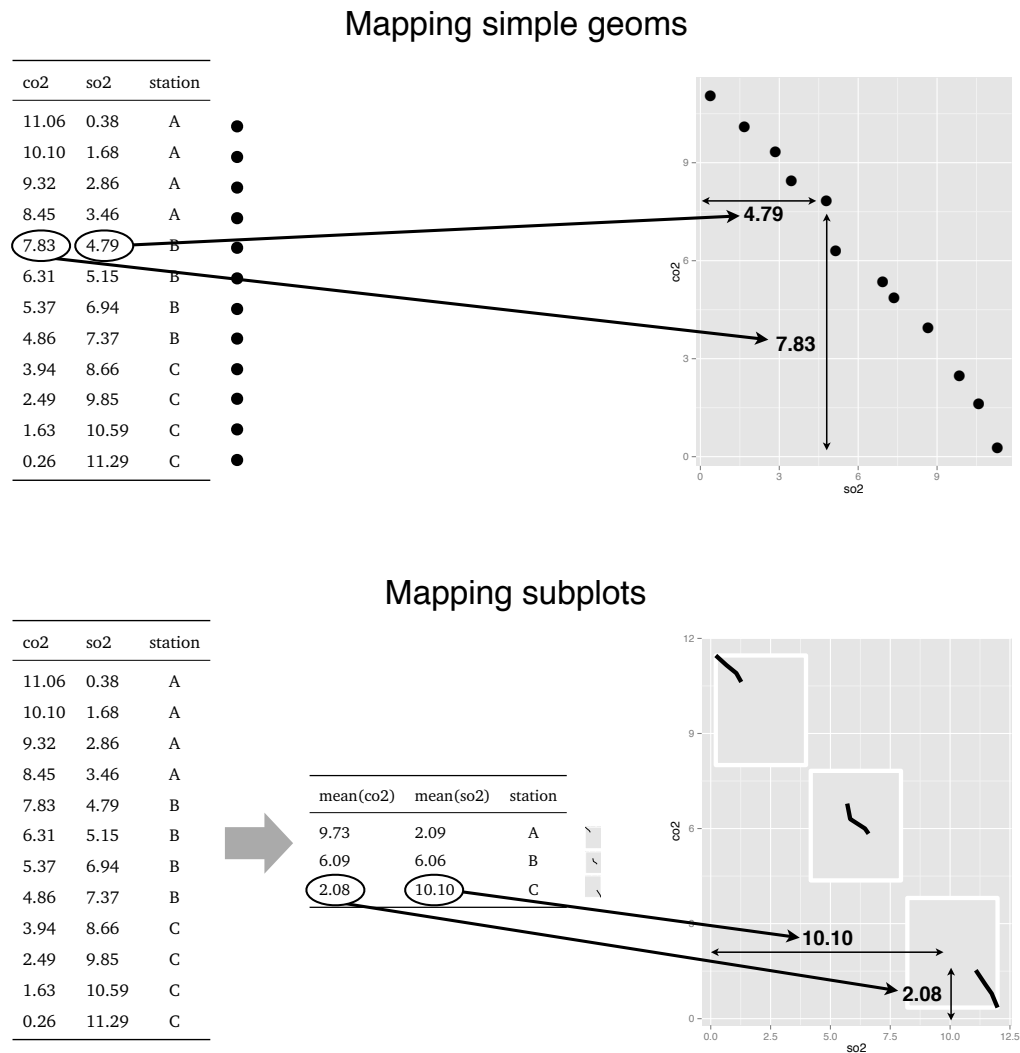 Mapping simple geoms
co2 so2 station
11.06 0.38 A
10.10 1.68 A
9.32 2.86 A
8.45 3.46 A
7.83 4.79 B
6.31 5.15 B
5.37 6.94 B
4.86 7.37 B
3.94 8.66 C
2.49 9.85 C
1.63 10.59 C
0.26 11.29 C
9
6
3
0
co2
4.79
7.83
0 3 6 9
so2
Mapping subplots
co2 so2 station
11.06 0.38 A
10.10 1.68 A
9.32 2.86 A
8.45 3.46 A
7.83 4.79 B
6.31 5.15 B
5.37 6.94 B
4.86 7.37 B
3.94 8.66 C
2.49 9.85 C
1.63 10.59 C
0.26 11.29 C
mean(co2) mean(so2) station
9.73 2.09 A
6.09 6.06 B
2.08 10.10 C
12
9
6
3
0
co2
10.10
2.08
0.0 2.5 5.0 7.5 10.0 12.5
so2